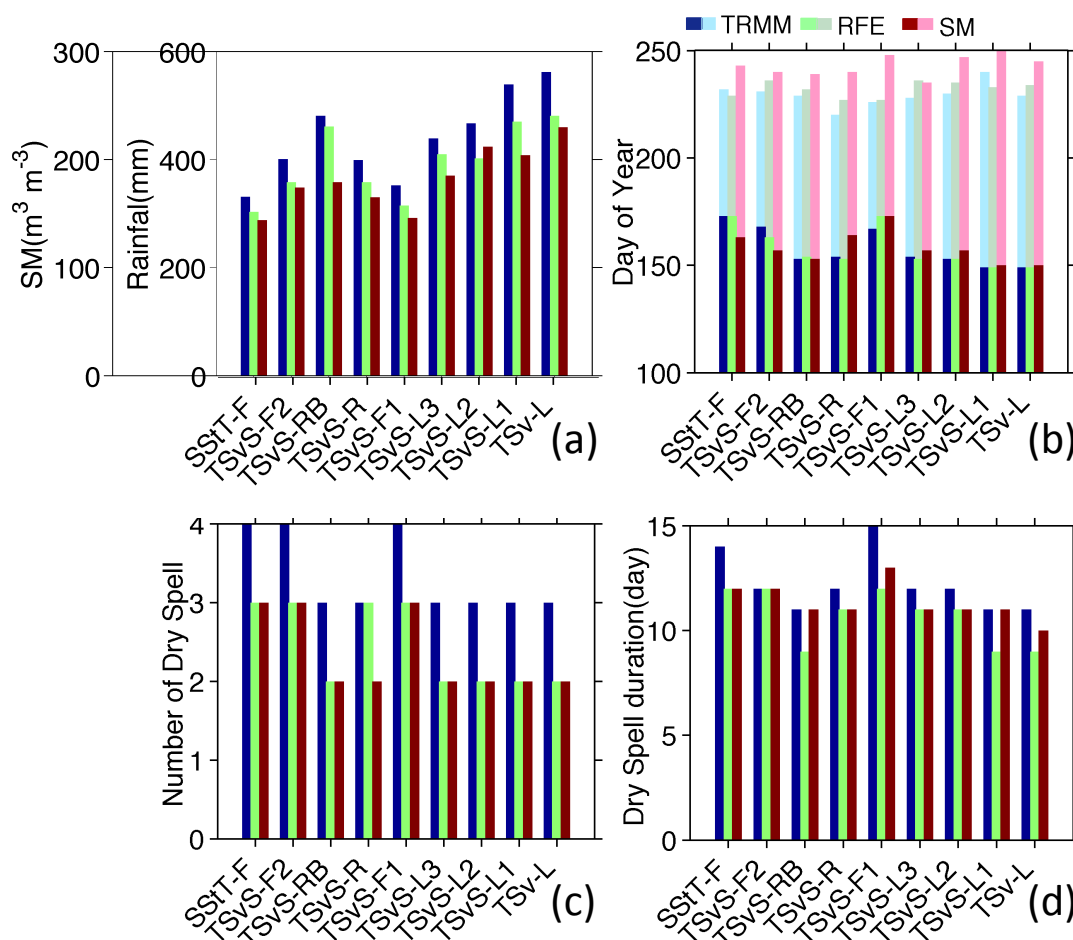 TRMM RFE SM
300
200
100
0
SM(m³ m⁻³)
600
400
200
0
Rainfal(mm)
SStT-F
TSvS-F2
TSvS-RB
TSvS-R
TSvS-F1
TSvS-L3
TSvS-L2
TSvS-L1
TSv-L
(a)
250
200
150
100
Day of Year
SStT-F
TSvS-F2
TSvS-RB
TSvS-R
TSvS-F1
TSvS-L3
TSvS-L2
TSvS-L1
TSv-L
(b)
4
3
2
1
0
Number of Dry Spell
SStT-F
TSvS-F2
TSvS-RB
TSvS-R
TSvS-F1
TSvS-L3
TSvS-L2
TSvS-L1
TSv-L
(c)
15
10
5
0
Dry Spell duration(day)
SStT-F
TSvS-F2
TSvS-RB
TSvS-R
TSvS-F1
TSvS-L3
TSvS-L2
TSvS-L1
TSv-L
(d)